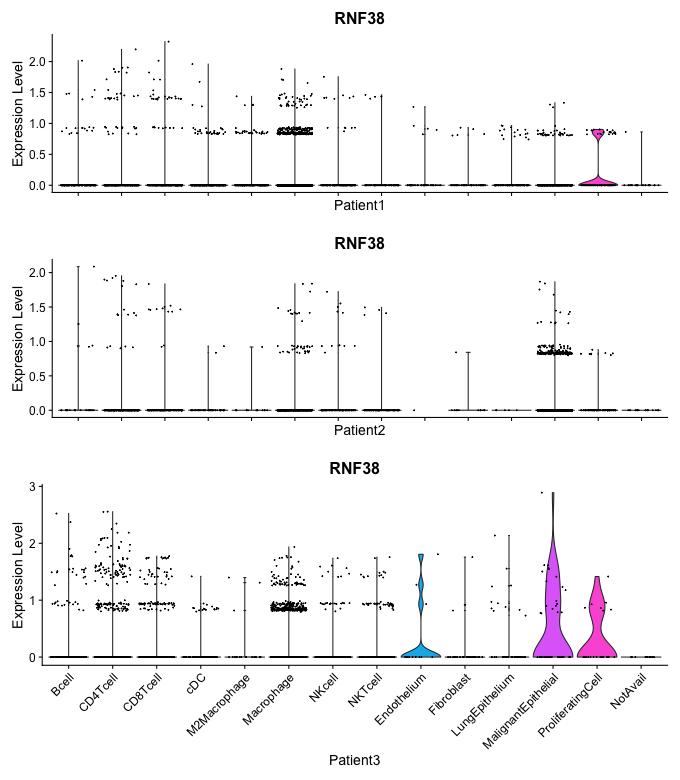 RNF38
Expression Level
2.0
1.5
1.0
0.5
0.0
Patient1
RNF38
Expression Level
2.0
1.5
1.0
0.5
0.0
Patient2
RNF38
Expression Level
3
2
1
0
Bcell
CD4Tcell
CD8Tcell
cDC
M2Macrophage
Macrophage
NKcell
NKTcell
Endothelium
Fibroblast
LungEpithelium
MalignantEpithelial
ProliferatingCell
NotAvail
Patient3